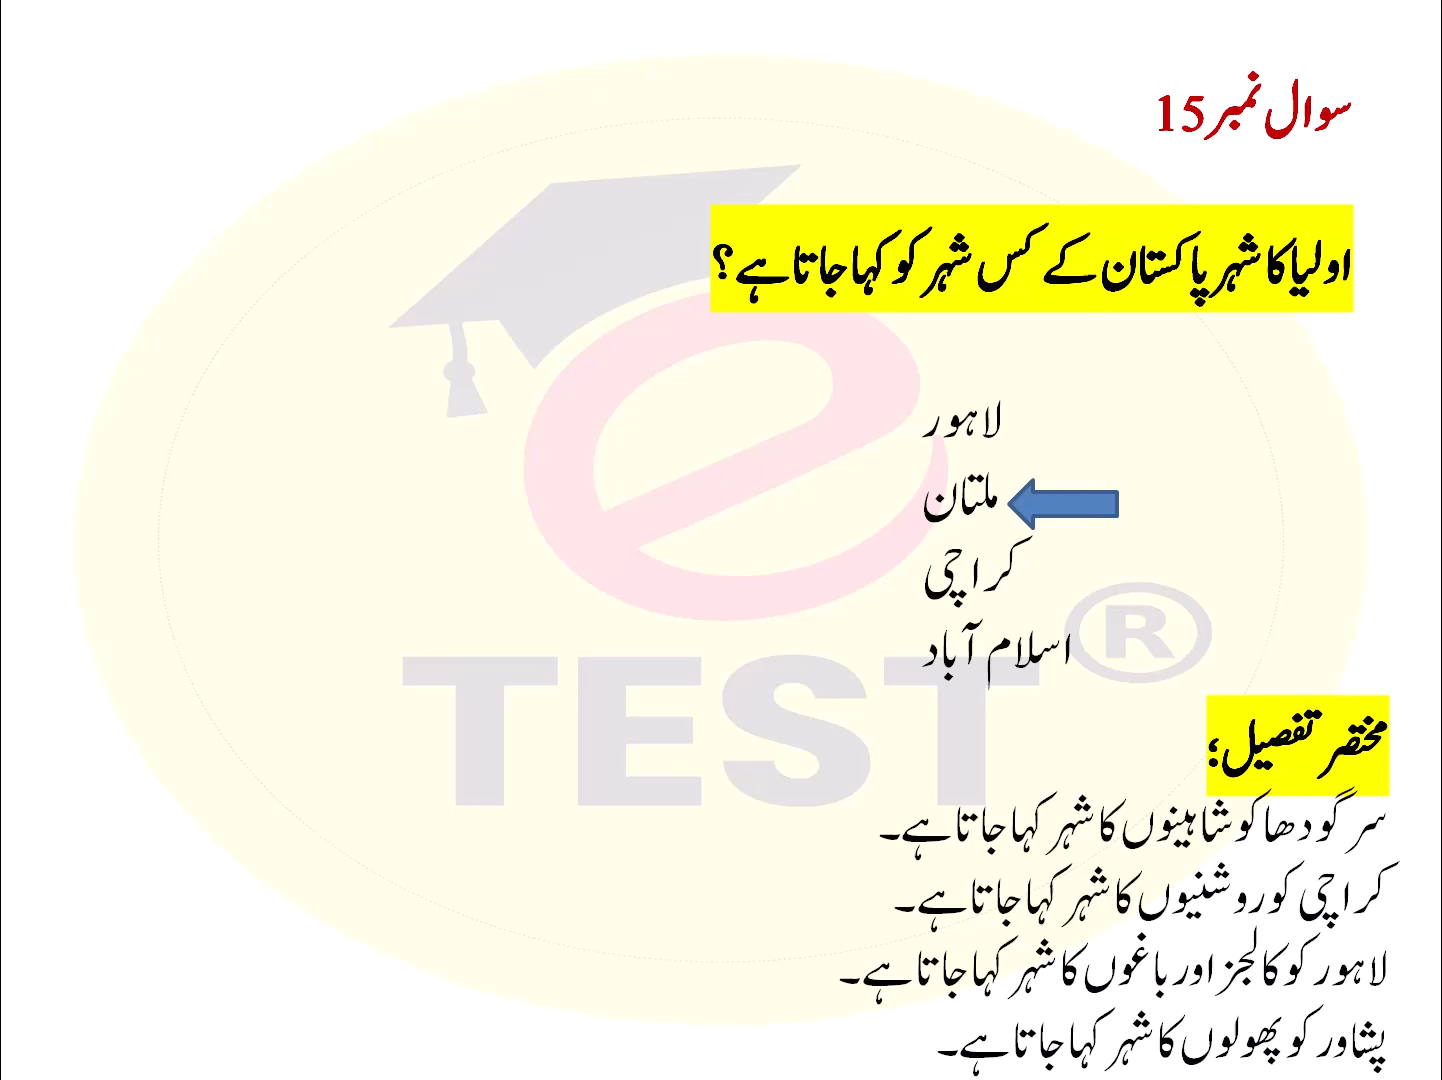 سوال نمبر 15
اولیا کا شہر پاکستان کے کس شہر کو کہا جاتا ہے؟
لاہور
ملتان
کراچی
اسلام آباد
e
TEST®
مختصر تفصیل؛
سرگودھا کو شاہینوں کا شہر کہا جاتا ہے۔
کراچی کو روشنیوں کا شہر کہا جاتا ہے۔
لاہور کو کالجز اور باغوں کا شہر کہا جاتا ہے۔
پشاور کو پھولوں کا شہر کہا جاتا ہے۔